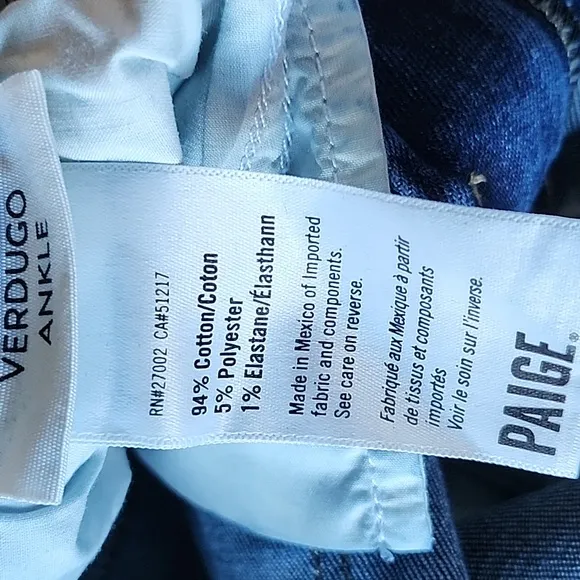 VERDUGO
ANKLE
RN#27002 CA#51217
94% Cotton/Coton
5% Polyester
1% Elastane/Élasthann
Made in Mexico of Imported
fabric and components.
See care on reverse.
Fabriqué aux Mexique à partir
de tissus et composants
importés
Voir le soin sur l'inverse.
PAIGE®